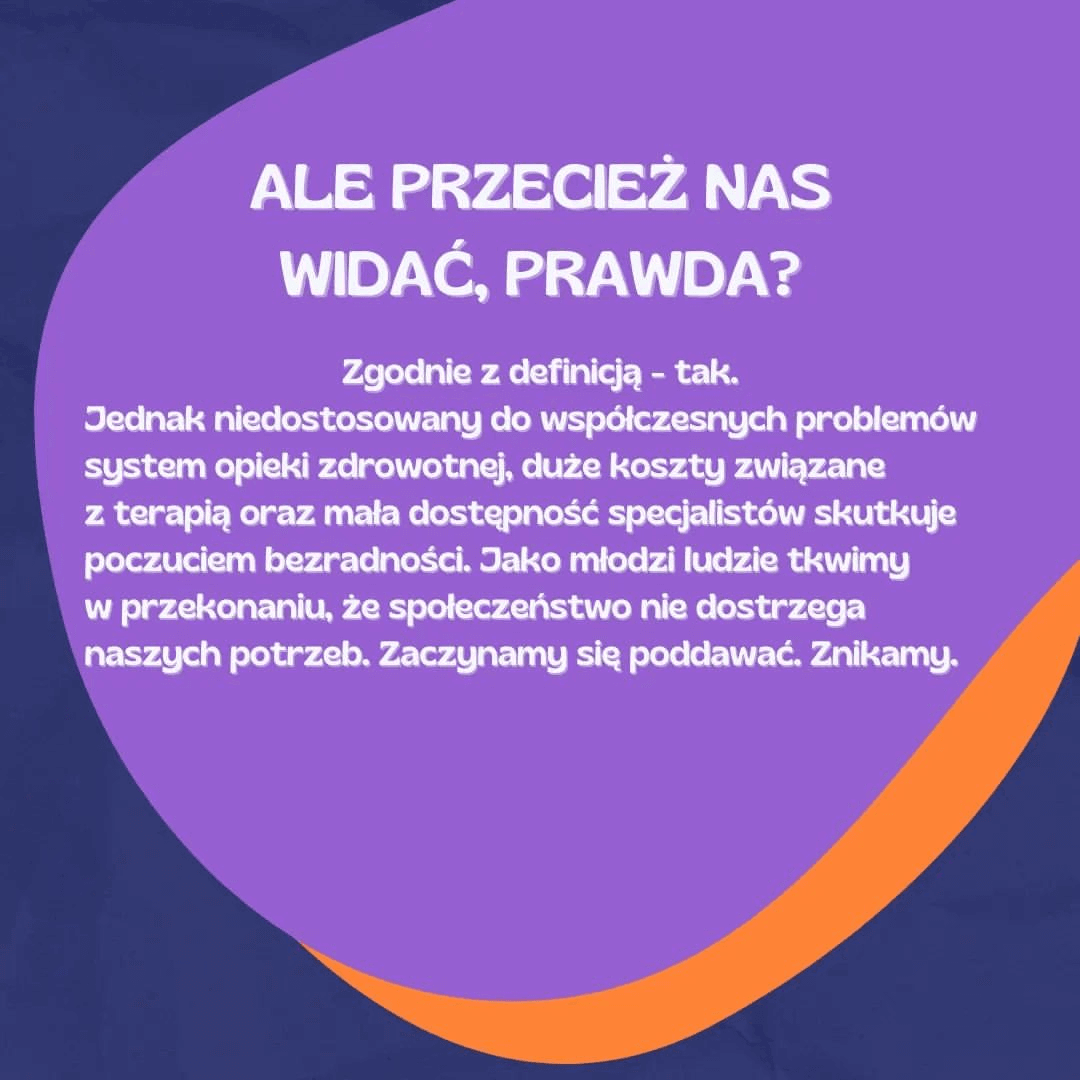 ALE PRZECIEŻ NAS
WIDAĆ, PRAWDA?
Zgodnie z definicją - tak.
Jednak niedostosowany do współczesnych problemów
system opieki zdrowotnej, duże koszty związane
z terapią oraz mała dostępność specjalistów skutkuje
poczuciem bezradności. Jako młodzi ludzie tkwimy
w przekonaniu, że społeczeństwo nie dostrzega
naszych potrzeb. Zaczynamy się poddawać. Znikamy.